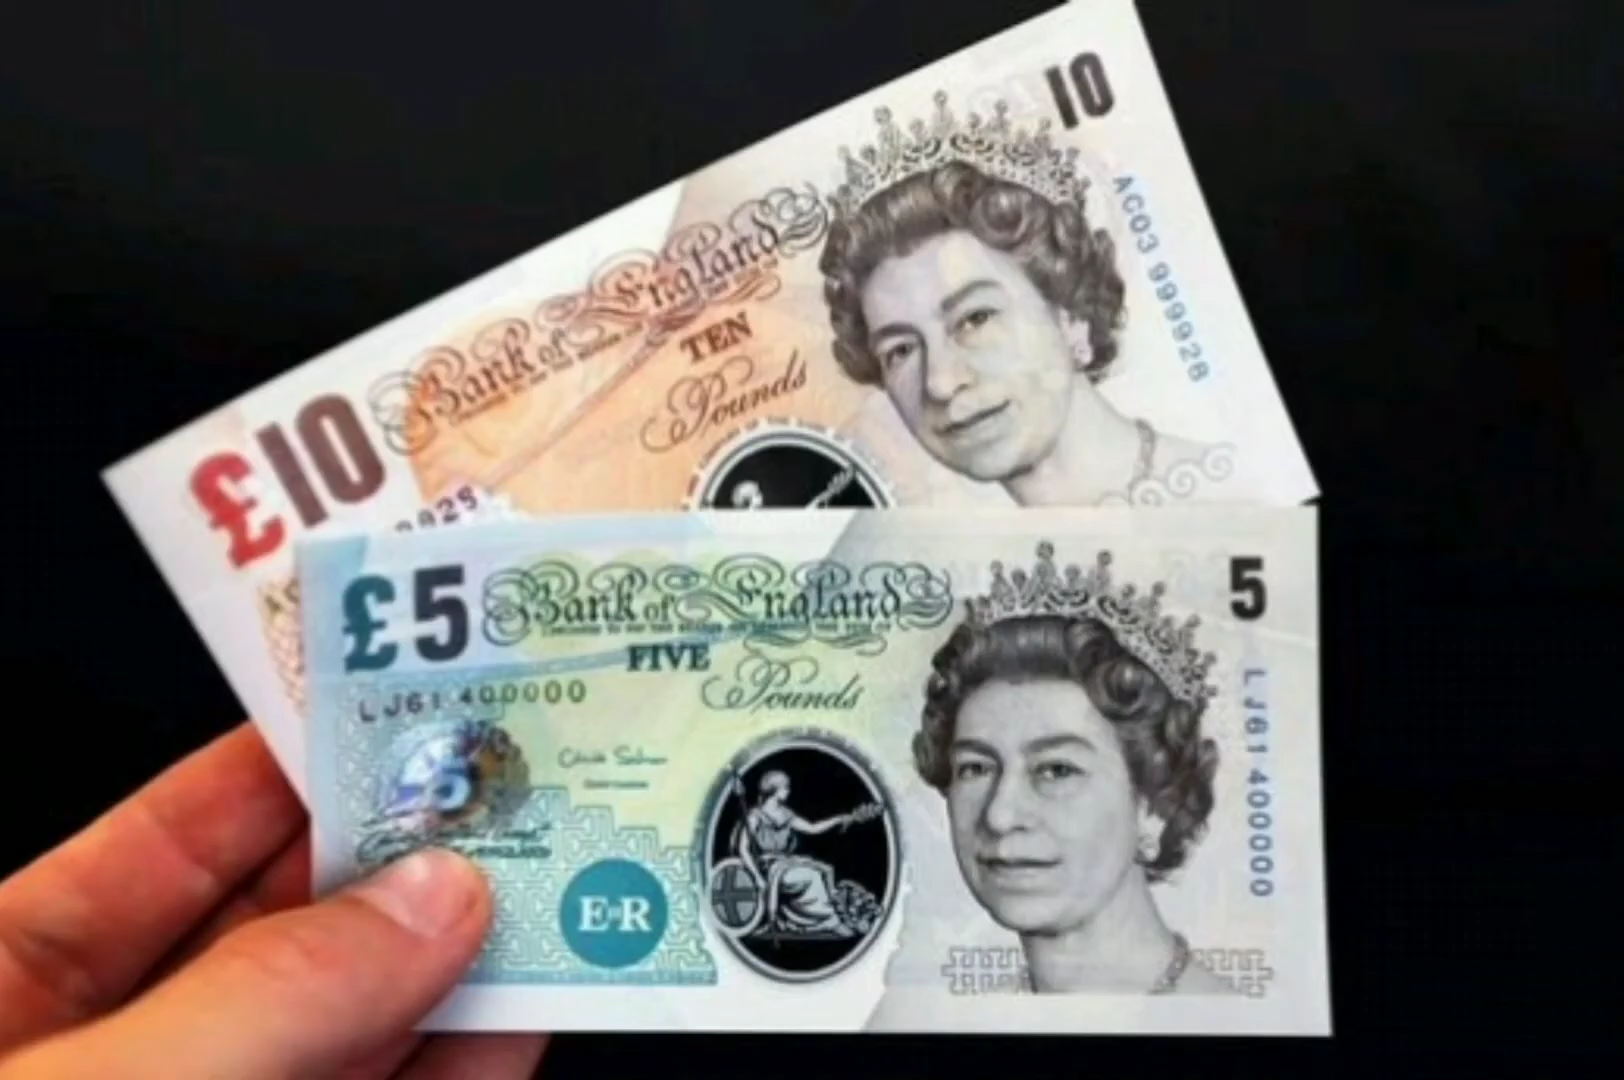 10
AC03 999928
Bank of England
TEN
Pounds
£10
£5
Bank of England
5
FIVE
Pounds
LJ61 400000
LJ61 400000
E R